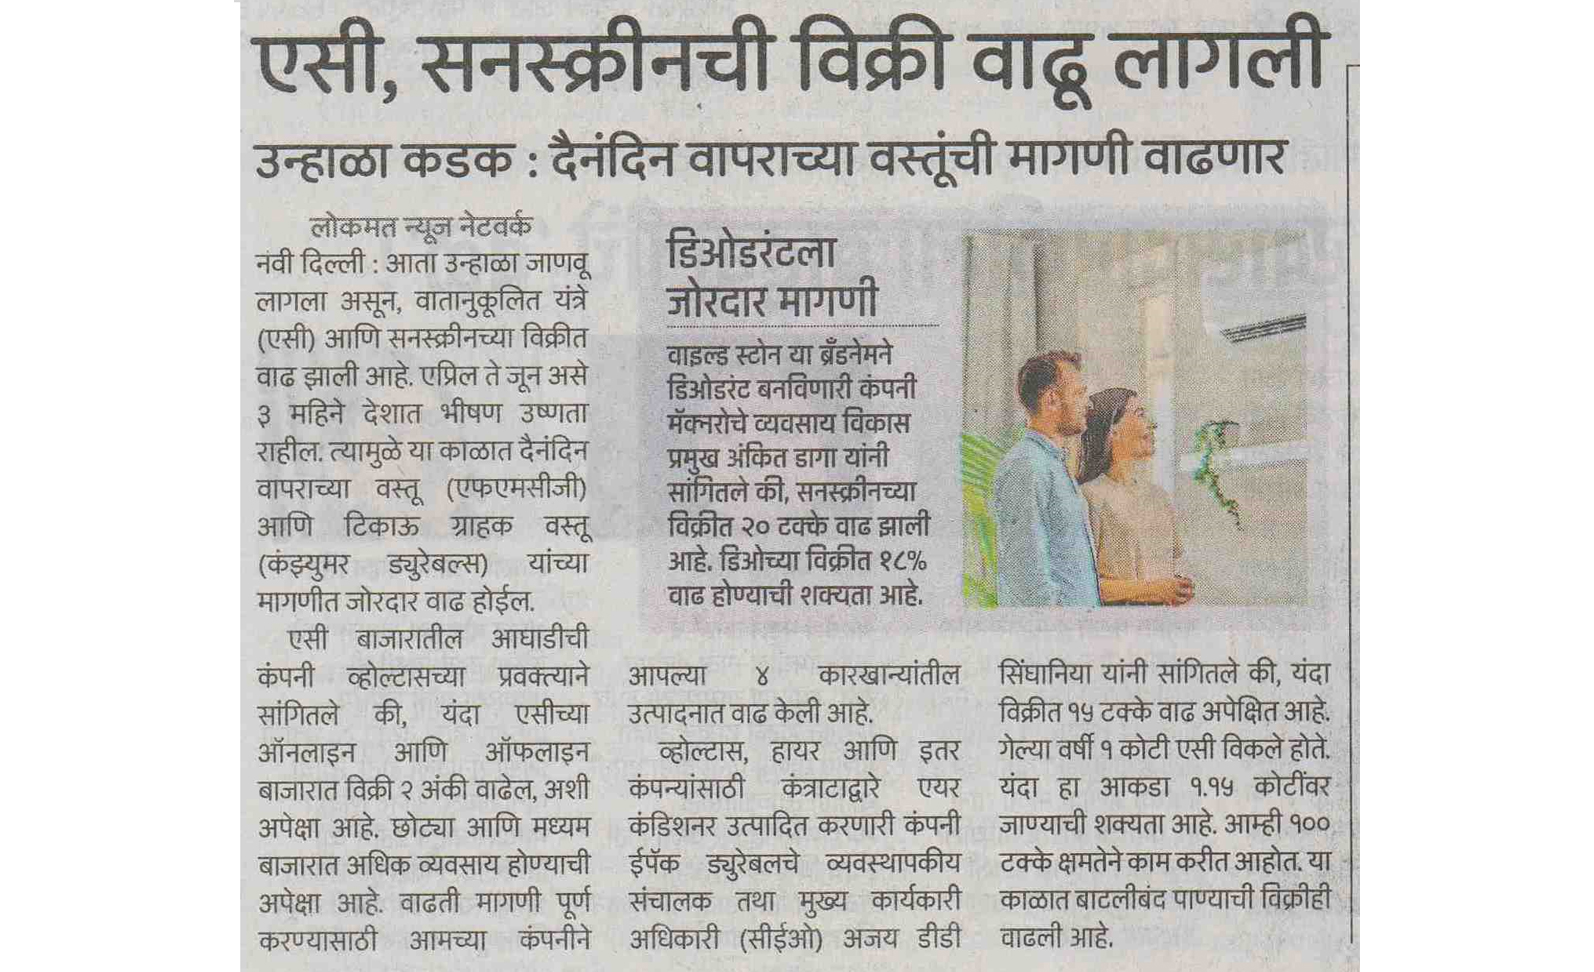 एसी, सनस्क्रीनची विक्री वाढू लागली
उन्हाळा कडक : दैनंदिन वापराच्या वस्तूंची मागणी वाढणार
लोकमत न्यूज नेटवर्क
नवी दिल्ली : आता उन्हाळा जाणवू
लागला असून, वातानुकूलित यंत्रे
(एसी) आणि सनस्क्रीनच्या विक्रीत
वाढ झाली आहे. एप्रिल ते जून असे
३ महिने देशात भीषण उष्णता
राहील. त्यामुळे या काळात दैनंदिन
वापराच्या वस्तू (एफएमसीजी)
आणि टिकाऊ ग्राहक वस्तू
(कंझ्युमर ड्युरेबल्स) यांच्या
मागणीत जोरदार वाढ होईल.
एसी बाजारातील आघाडीची
कंपनी व्होल्टासच्या प्रवक्त्याने
सांगितले की, यंदा एसीच्या
ऑनलाइन आणि ऑफलाइन
बाजारात विक्री २ अंकी वाढेल, अशी
अपेक्षा आहे. छोट्या आणि मध्यम
बाजारात अधिक व्यवसाय होण्याची
अपेक्षा आहे. वाढती मागणी पूर्ण
करण्यासाठी आमच्या कंपनीने
डिओडरंटला
जोरदार मागणी
वाइल्ड स्टोन या ब्रँडनेमने
डिओडरंट बनविणारी कंपनी
मॅक्नरोचे व्यवसाय विकास
प्रमुख अंकित डागा यांनी
सांगितले की, सनस्क्रीनच्या
विक्रीत २० टक्के वाढ झाली
आहे. डिओच्या विक्रीत १८%
वाढ होण्याची शक्यता आहे.
आपल्या ४ कारखान्यांतील
उत्पादनात वाढ केली आहे.
व्होल्टास, हायर आणि इतर
कंपन्यांसाठी कंत्राटाद्वारे एयर
कंडिशनर उत्पादित करणारी कंपनी
ईपॅक ड्युरेबलचे व्यवस्थापकीय
संचालक तथा मुख्य कार्यकारी
अधिकारी (सीईओ) अजय डीडी
सिंघानिया यांनी सांगितले की, यंदा
विक्रीत १५ टक्के वाढ अपेक्षित आहे.
गेल्या वर्षी १ कोटी एसी विकले होते.
यंदा हा आकडा १.१५ कोटींवर
जाण्याची शक्यता आहे. आम्ही १००
टक्के क्षमतेने काम करीत आहोत. या
काळात बाटलीबंद पाण्याची विक्रीही
वाढली आहे.